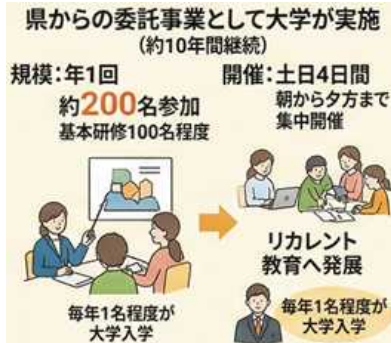 県からの委託事業として大学が実施
(約10年間継続)
規模:年1回
約200名参加
基本研修100名程度
開催:土日4日間
朝から夕方まで
集中開催
毎年1名程度が
大学入学
リカレント
教育へ発展
毎年1名程度が
大学入学